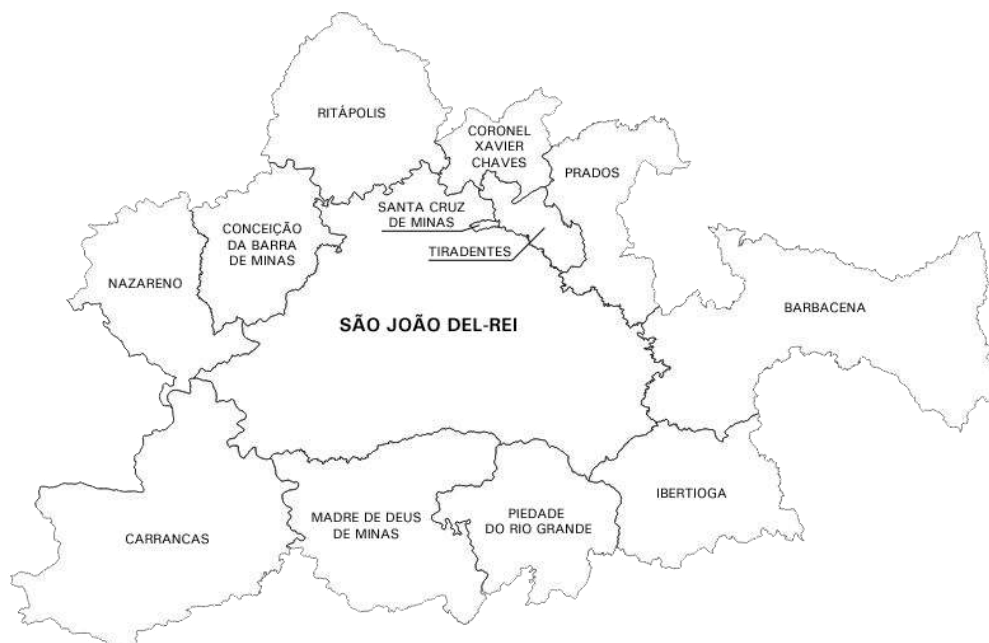 RITÁPOLIS
CORONEL
XAVIER
CHAVES
PRADOS
SANTA CRUZ
DE MINAS
TIRADENTES
CONCEIÇÃO
DA BARRA
DE MINAS
NAZARENO
BARBACENA
SÃO JOÃO DEL-REI
IBERTIOGA
PIEDADE
DO RIO GRANDE
MADRE DE DEUS
DE MINAS
CARRANCAS